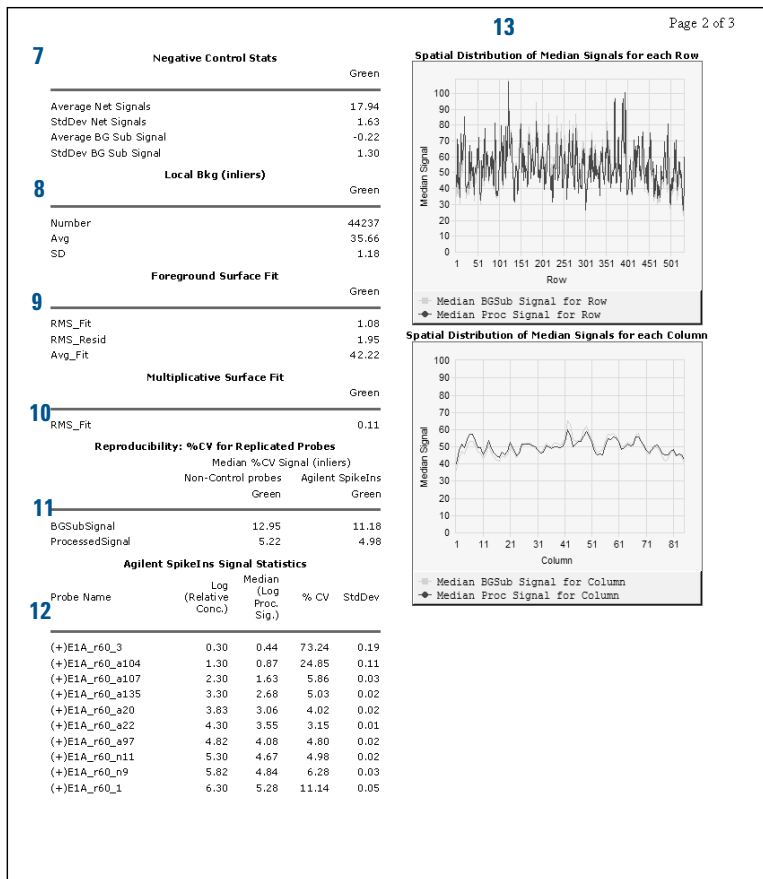 13
Page 2 of 3
7
Negative Control Stats
Green
Average Net Signals 17.94
StdDev Net Signals 1.63
Average BG Sub Signal -0.22
StdDev BG Sub Signal 1.30
8
Local Bkg (inliers)
Green
Number 44237
Avg 35.66
SD 1.18
Foreground Surface Fit
Green
9
RMS_Fit 1.08
RMS_Resid 1.95
Avg_Fit 42.22
Multiplicative Surface Fit
Green
10
RMS_Fit 0.11
Reproducibility: %CV for Replicated Probes
Median %CV Signal (inliers)
Non-Control probes Agilent SpikeIns
Green Green
11
BGSubSignal 12.95 11.18
ProcessedSignal 5.22 4.98
Agilent SpikeIns Signal Statistics
Probe Name Log (Relative Conc.) Median (Log Proc. Sig.) % CV StdDev
12
(+)E1A_r60_3 0.30 0.44 73.24 0.19
(+)E1A_r60_a104 1.30 0.87 24.85 0.11
(+)E1A_r60_a107 2.30 1.63 5.86 0.03
(+)E1A_r60_a135 3.30 2.68 5.03 0.02
(+)E1A_r60_a20 3.83 3.06 4.02 0.02
(+)E1A_r60_a22 4.30 3.55 3.15 0.01
(+)E1A_r60_a97 4.82 4.08 4.80 0.02
(+)E1A_r60_n11 5.30 4.67 4.98 0.02
(+)E1A_r60_n9 5.82 4.84 6.28 0.03
(+)E1A_r60_1 6.30 5.28 11.14 0.05
Spatial Distribution of Median Signals for each Row
Median Signal
100
90
80
70
60
50
40
30
20
10
0
1 51 101 151 201 251 301 351 401 451 501
Row
Median BGSub Signal for Row
Median Proc Signal for Row
Spatial Distribution of Median Signals for each Column
Median Signal
100
90
80
70
60
50
40
30
20
10
0
1 11 21 31 41 51 61 71 81
Column
Median BGSub Signal for Column
Median Proc Signal for Column